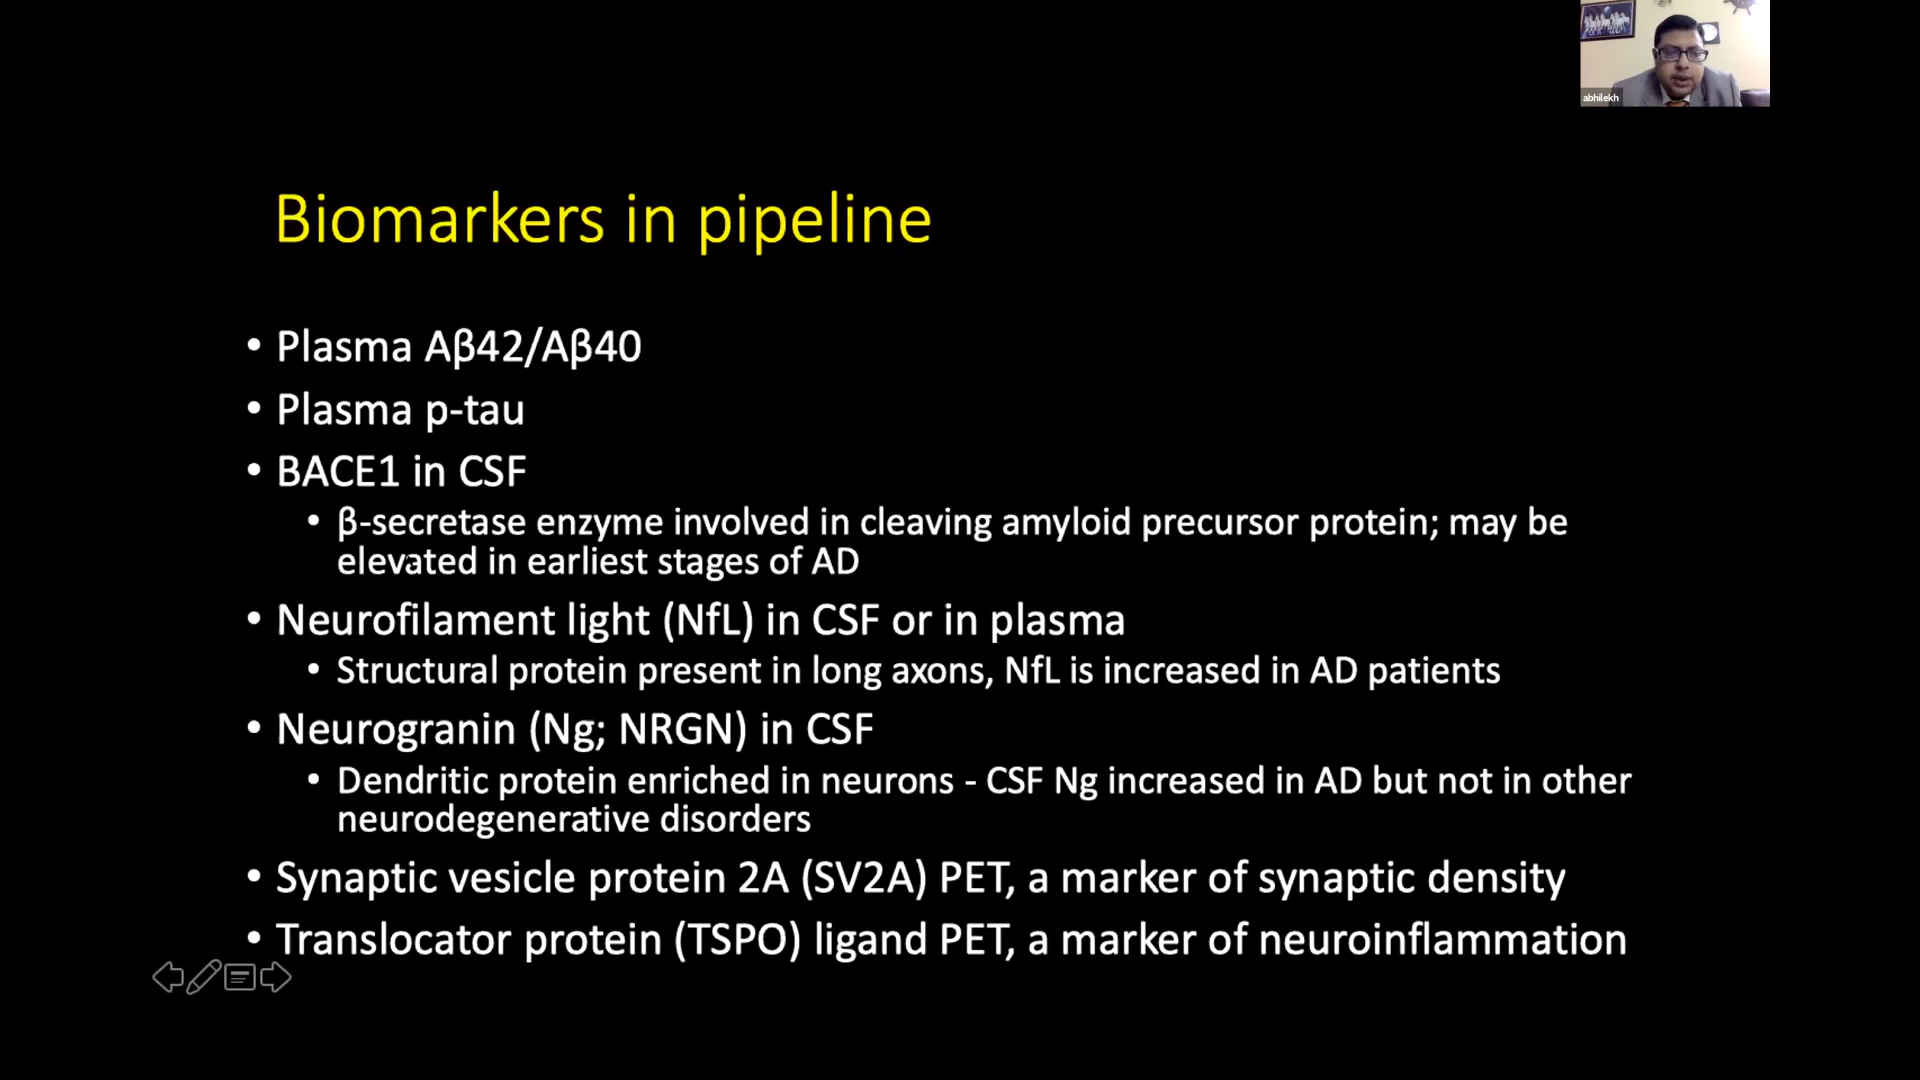 abhilekh
Biomarkers in pipeline
• Plasma Aβ42/Aβ40
• Plasma p-tau
• BACE1 in CSF
• β-secretase enzyme involved in cleaving amyloid precursor protein; may be
elevated in earliest stages of AD
• Neurofilament light (NfL) in CSF or in plasma
• Structural protein present in long axons, NfL is increased in AD patients
• Neurogranin (Ng; NRGN) in CSF
• Dendritic protein enriched in neurons - CSF Ng increased in AD but not in other
neurodegenerative disorders
• Synaptic vesicle protein 2A (SV2A) PET, a marker of synaptic density
• Translocator protein (TSPO) ligand PET, a marker of neuroinflammation